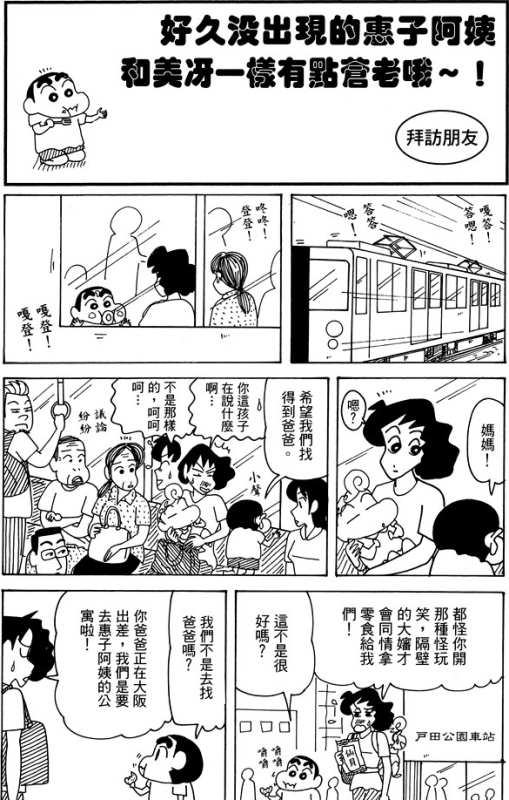 好久没出現的惠子阿姨
和美冴一樣有點蒼老哦～！
拜訪朋友
嘎答！
嗯！
答答
嗯！
咚咚！
登登！
嘎登！
嘎登！
媽媽！
嗯？
希望我們找
得到爸爸。
小聲
你這孩子
在說什麼
啊…
不是那樣
的，呵呵
呵…
議論
紛紛
都怪你開
那種怪玩
笑，隔壁
的大嬸才
會同情拿
零食給我
們！
這不是很
好嗎？
戶田公園車站
仙貝
嗬嗬
嗬嗬
我們不是去找
爸爸嗎？
你爸爸正在大阪
出差，我們是要
去惠子阿姨的公
寓啦！